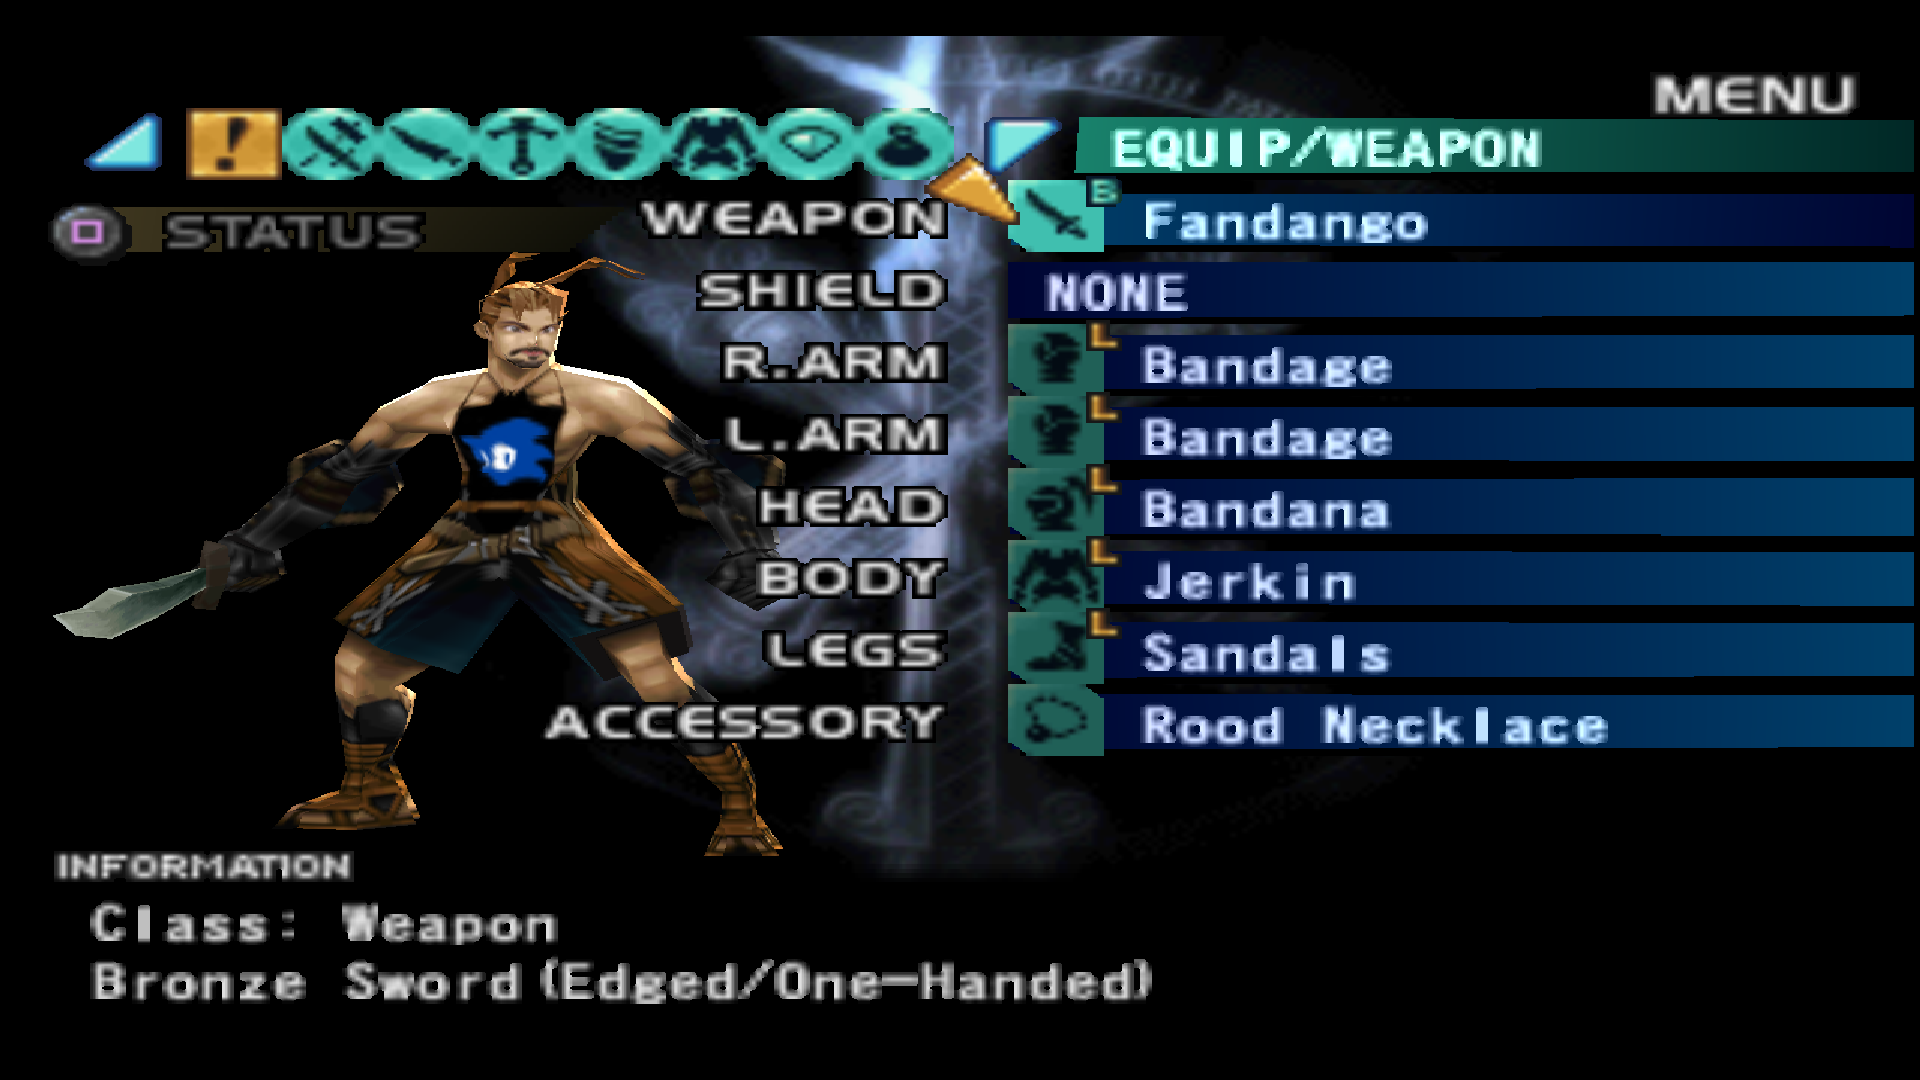 MENU
EQUIP/WEAPON
STATUS
WEAPON B Fandango
SHIELD NONE
R.ARM L Bandage
L.ARM L Bandage
HEAD L Bandana
BODY L Jerkin
LEGS L Sandals
ACCESSORY Rood Necklace
INFORMATION
Class: Weapon
Bronze Sword(Edged/One-Handed)